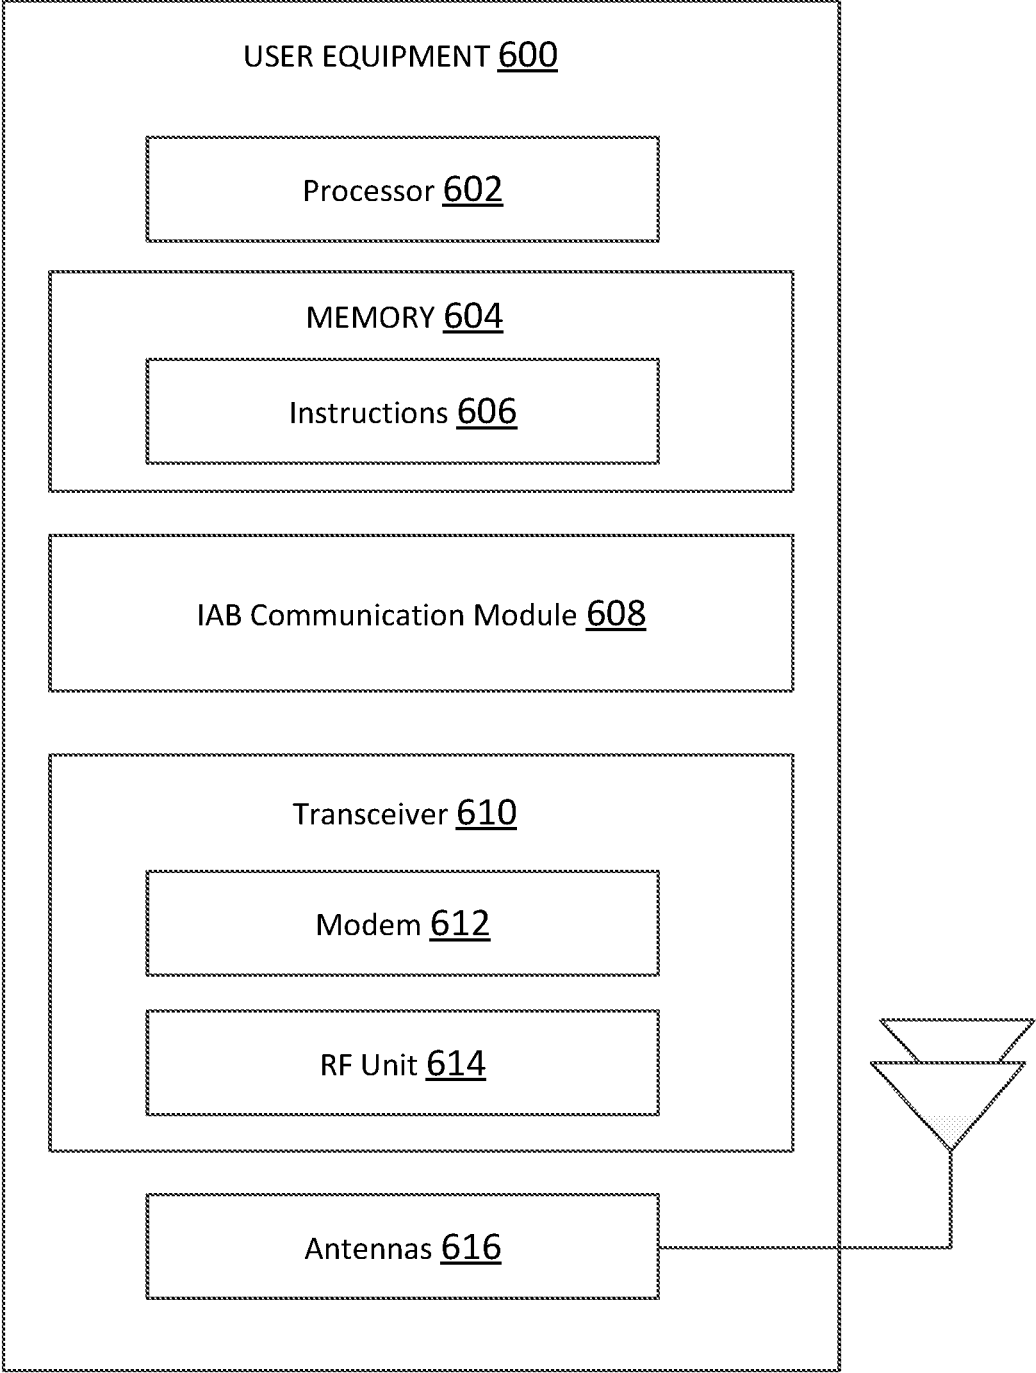 USER EQUIPMENT 600
Processor 602
MEMORY 604
Instructions 606
IAB Communication Module 608
Transceiver 610
Modem 612
RF Unit 614
Antennas 616